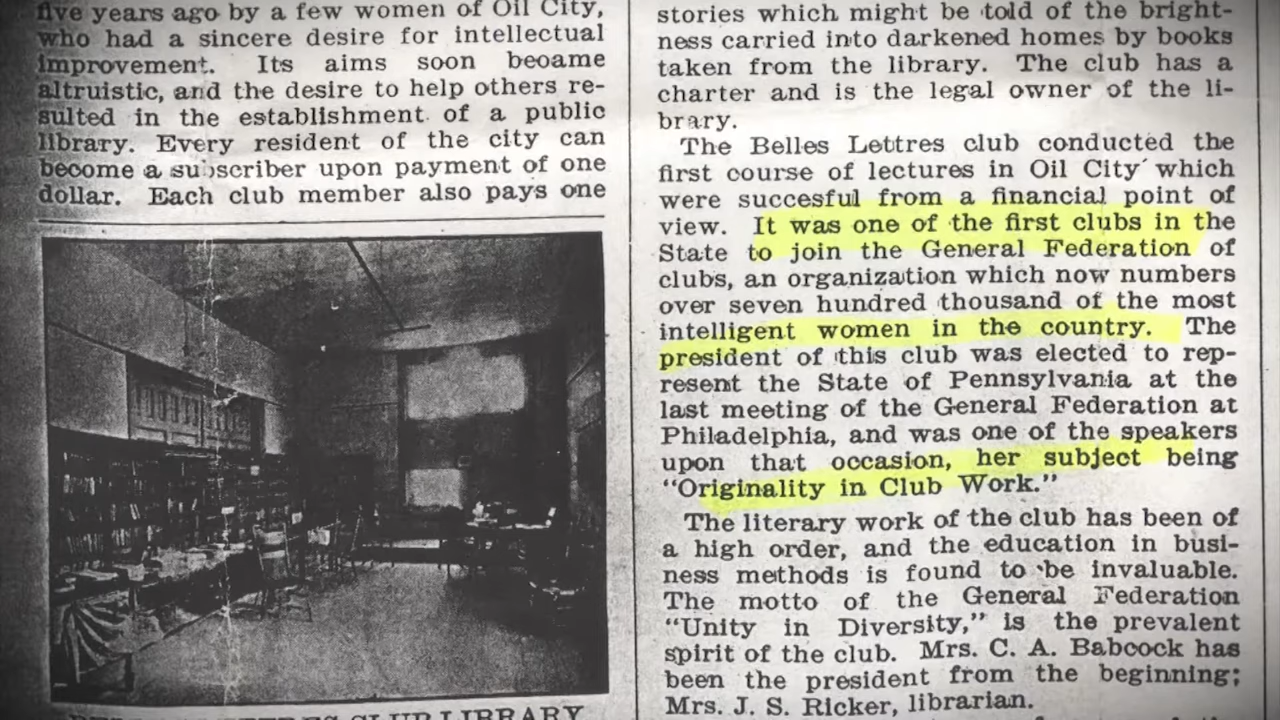 five years ago by a few women of Oil City,
who had a sincere desire for intellectual
improvement. Its aims soon beoame
altruistic, and the desire to help others re-
sulted in the establishment of a public
library. Every resident of the city can
become a subscriber upon payment of one
dollar. Each club member also pays one
LETTRES CLUB LIBRARY
stories which might be told of the bright-
ness carried into darkened homes by books
taken from the library. The club has a
charter and is the legal owner of the li-
brary.
The Belles Lettres club conducted the
first course of lectures in Oil City which
were succesful from a financial point of
view. It was one of the first clubs in the
State to join the General Federation of
clubs, an organization which now numbers
over seven hundred thousand of the most
intelligent women in the country. The
president of this club was elected to rep-
resent the State of Pennsylvania at the
last meeting of the General Federation at
Philadelphia, and was one of the speakers
upon that occasion, her subject being
"Originality in Club Work."
The literary work of the club has been of
a high order, and the education in busi-
ness methods is found to be invaluable.
The motto of the General Federation
"Unity in Diversity," is the prevalent
spirit of the club. Mrs. C. A. Babcock has
been the president from the beginning;
Mrs. J. S. Ricker, librarian.